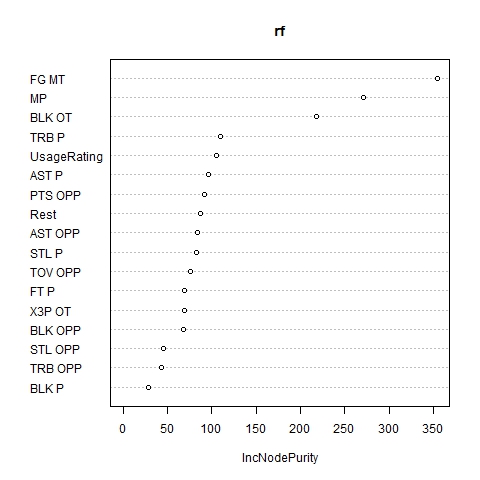 rf
FG MT
MP
BLK OT
TRB P
UsageRating
AST P
PTS OPP
Rest
AST OPP
STL P
TOV OPP
FT P
X3P OT
BLK OPP
STL OPP
TRB OPP
BLK P
0 50 100 150 200 250 300 350
IncNodePurity